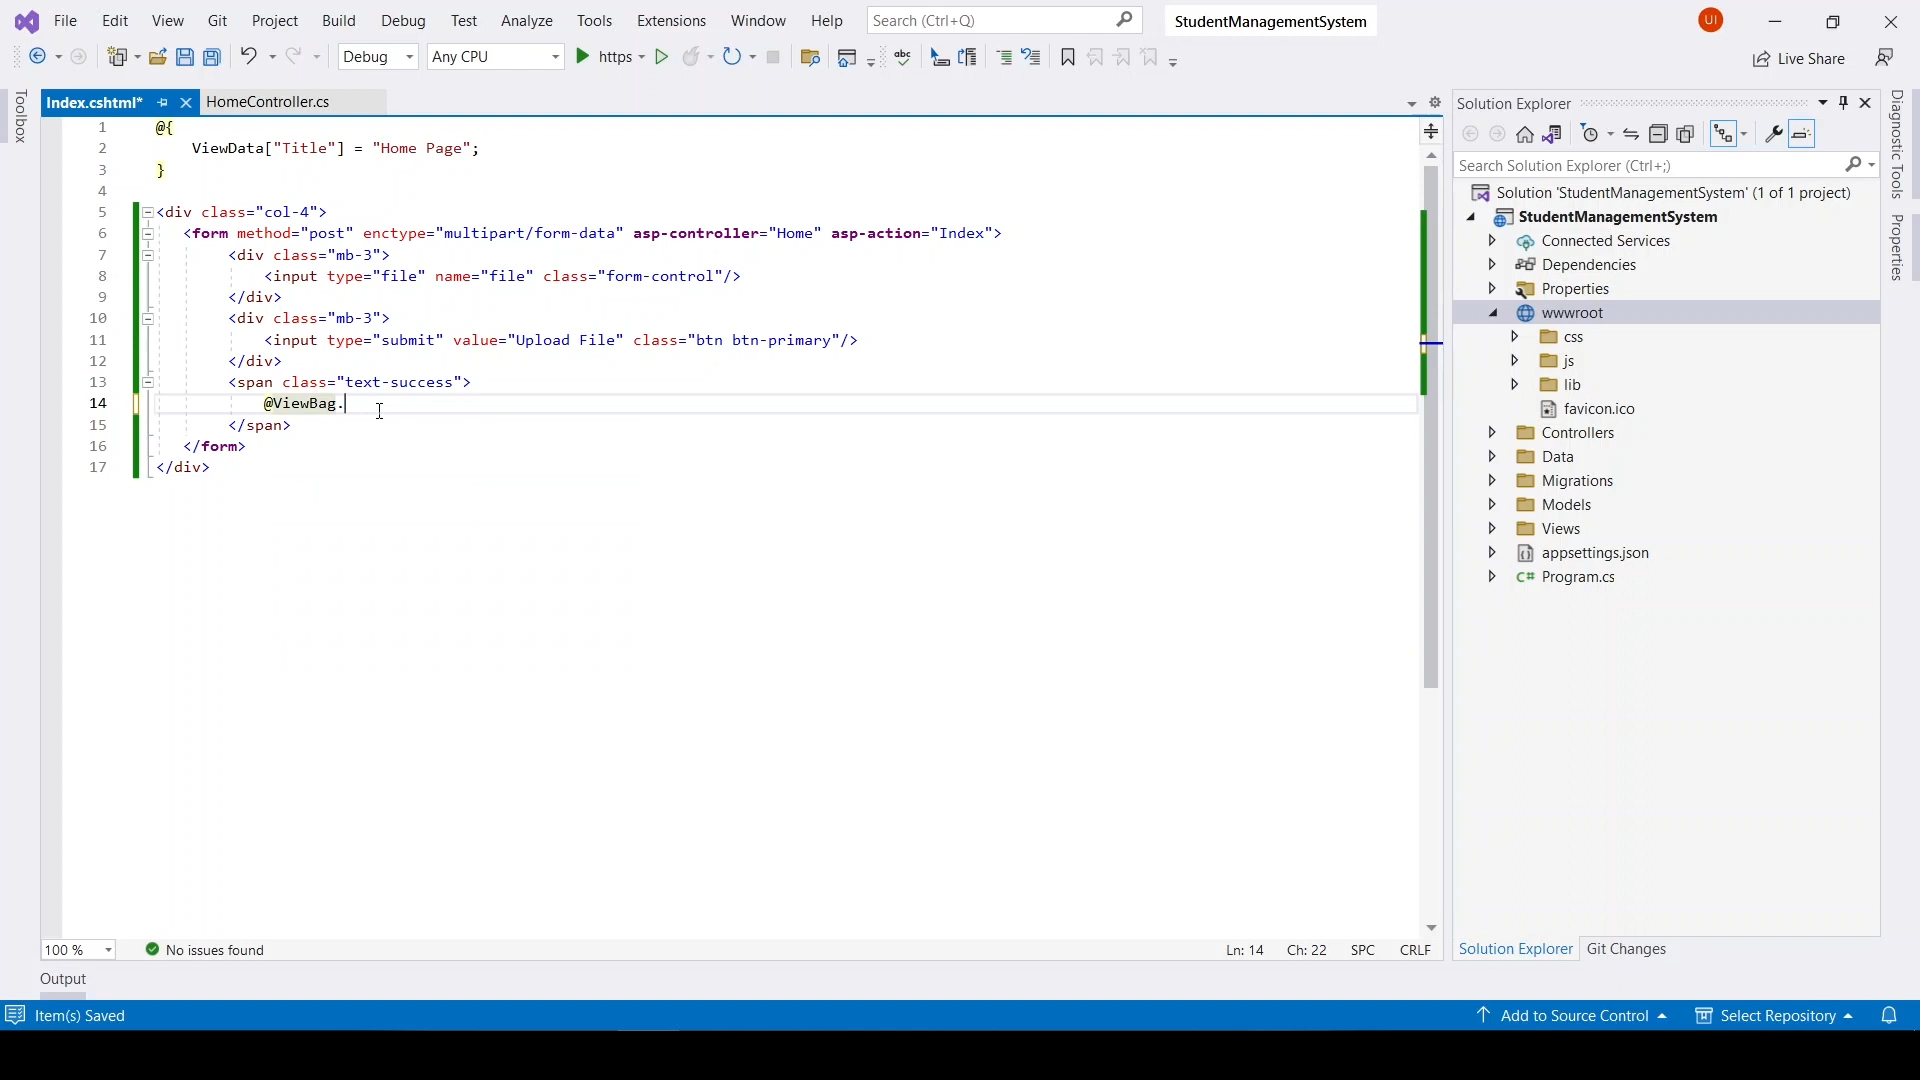 File Edit View Git Project Build Debug Test Analyze Tools Extensions Window Help Search (Ctrl+Q) StudentManagementSystem UI
Debug Any CPU https abc Live Share
Toolbox
Index.cshtml* HomeController.cs
1 @{
2 ViewData["Title"] = "Home Page";
3 }
4
5 <div class="col-4">
6 <form method="post" enctype="multipart/form-data" asp-controller="Home" asp-action="Index">
7 <div class="mb-3">
8 <input type="file" name="file" class="form-control"/>
9 </div>
10 <div class="mb-3">
11 <input type="submit" value="Upload File" class="btn btn-primary"/>
12 </div>
13 <span class="text-success">
14 @ViewBag.
15 </span>
16 </form>
17 </div>
100 % No issues found Ln: 14 Ch: 22 SPC CRLF
Output
Solution Explorer
Search Solution Explorer (Ctrl+;)
Solution 'StudentManagementSystem' (1 of 1 project)
StudentManagementSystem
Connected Services
Dependencies
Properties
wwwroot
css
js
lib
favicon.ico
Controllers
Data
Migrations
Models
Views
appsettings.json
C# Program.cs
Solution Explorer Git Changes
Diagnostic Tools
Properties
Item(s) Saved Add to Source Control Select Repository